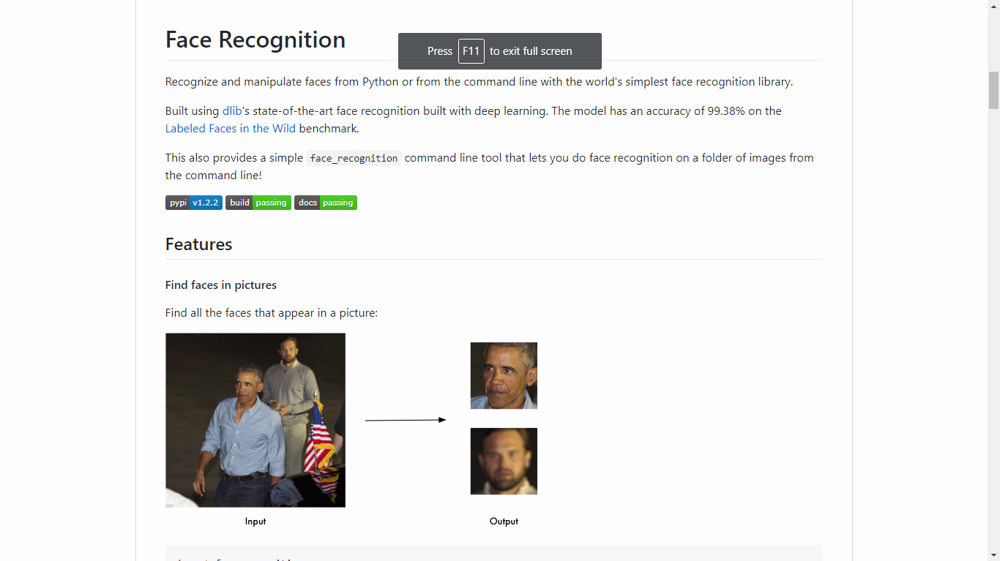 Face Recognition
Press F11 to exit full screen
Recognize and manipulate faces from Python or from the command line with the world's simplest face recognition library.
Built using dlib's state-of-the-art face recognition built with deep learning. The model has an accuracy of 99.38% on the
Labeled Faces in the Wild benchmark.
This also provides a simple face_recognition command line tool that lets you do face recognition on a folder of images from
the command line!
pypi v1.2.2 build passing docs passing
Features
Find faces in pictures
Find all the faces that appear in a picture:
Input
Output